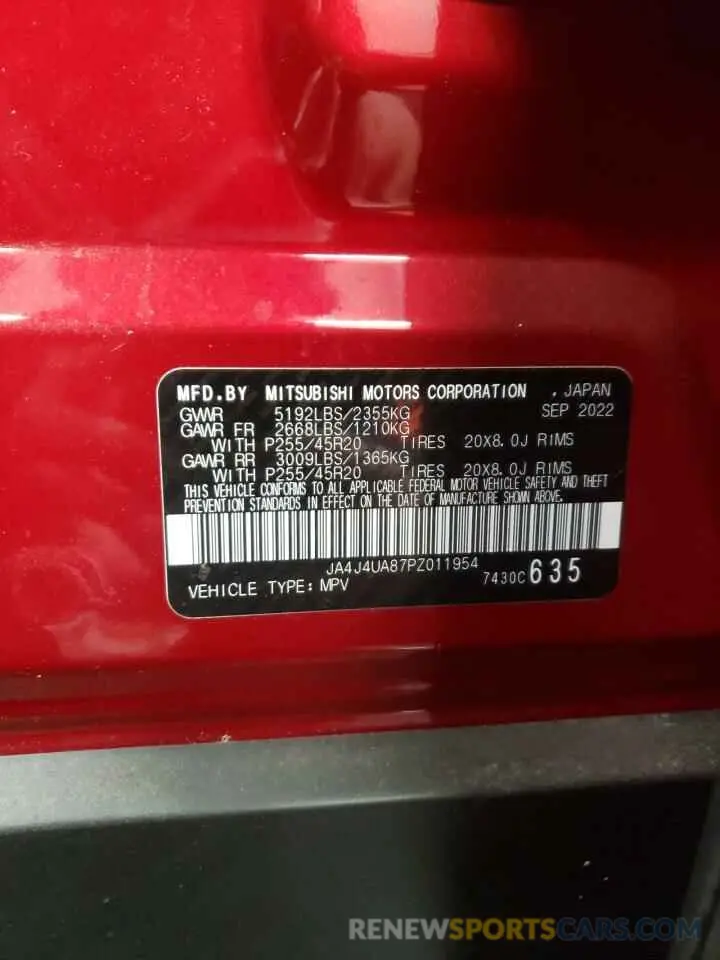 MFD.BY MITSUBISHI MOTORS CORPORATION , JAPAN
GVWR 5192LBS/2355KG SEP 2022
GAWR FR 2668LBS/1210KG
WITH P255/45R20 TIRES 20X8.0J RIMS
GAWR RR 3009LBS/1365KG
WITH P255/45R20 TIRES 20X8.0J RIMS
THIS VEHICLE CONFORMS TO ALL APPLICABLE FEDERAL MOTOR VEHICLE SAFETY AND THEFT
PREVENTION STANDARDS IN EFFECT ON THE DATE OF MANUFACTURE SHOWN ABOVE.
JA4J4UA87PZ011954
VEHICLE TYPE: MPV 7430C 635
RENEWSPORTSCARS.COM